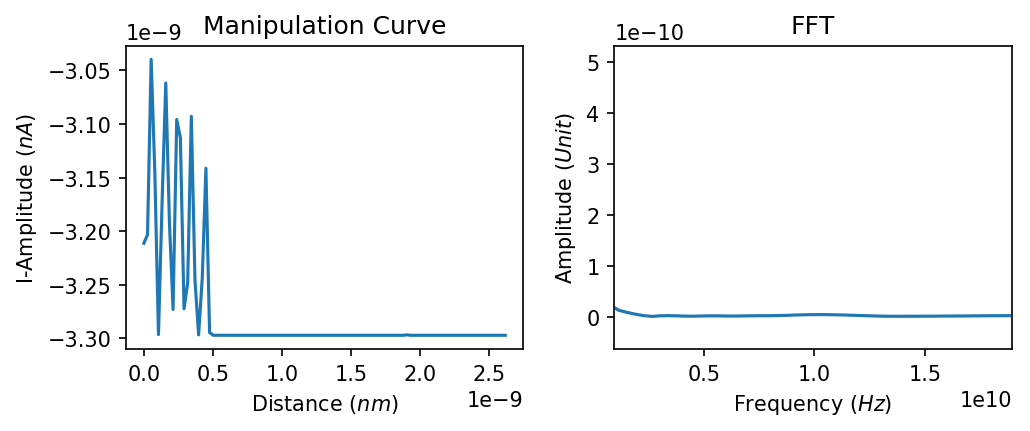 Manipulation Curve
1e−9
−3.05
−3.10
−3.15
−3.20
−3.25
−3.30
I-Amplitude (nA)
0.0 0.5 1.0 1.5 2.0 2.5
Distance (nm)
1e−9
FFT
1e−10
5
4
3
2
1
0
Amplitude (Unit)
0.5 1.0 1.5
Frequency (Hz)
1e10